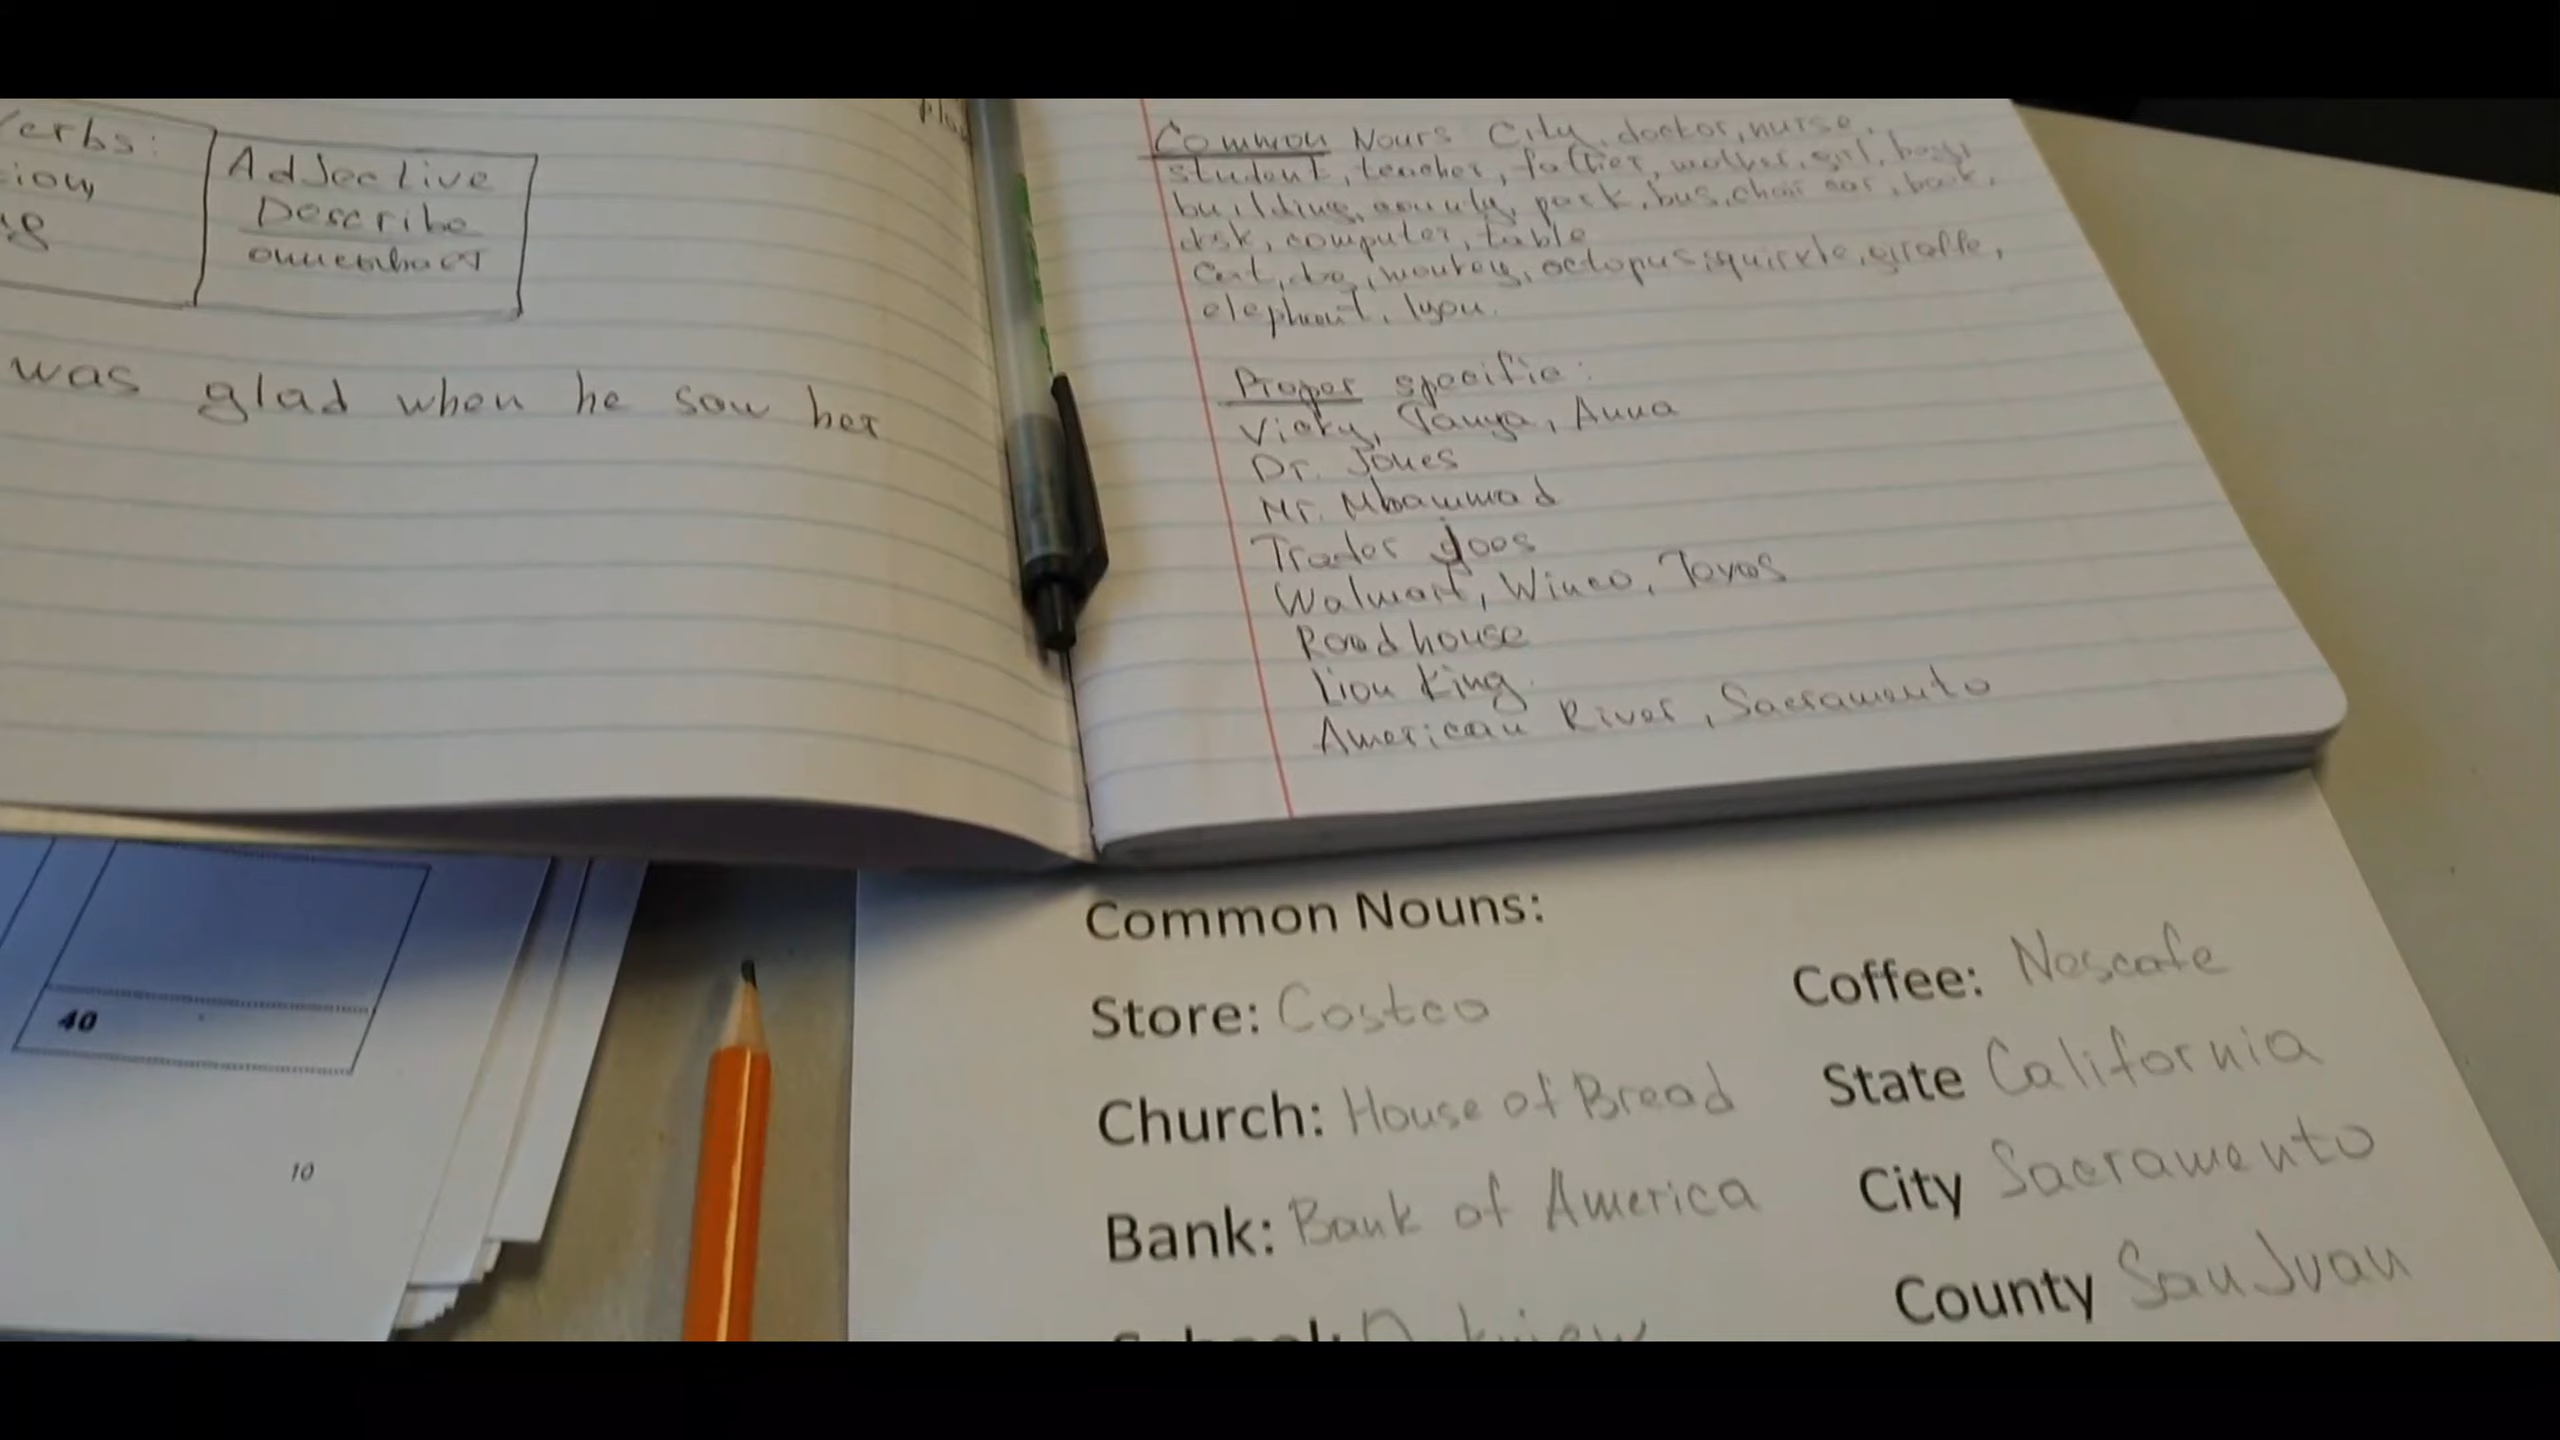 erbs:
Adjective
Describe
was glad when he saw her
Common Nouns City, doctor, nurse,
student, teacher, father, mother, girl, boy,
building, county, park, bus, chair car, book,
desk, computer, table
Cat, dog, monkey, octopus, squirrle, giraffe,
elephant, lyon.
Proper specific:
Vicky, Tanya, Anna
Dr. Jones
Mr. Mhammad
Trader Joes
Walmart, Winco, Texas
Roadhouse
Lion King.
American River, Sacramento
40
10
Common Nouns:
Store: Costco
Church: House of Bread
Bank: Bank of America
Coffee: Nescafe
State California
City Sacramento
County San Juan